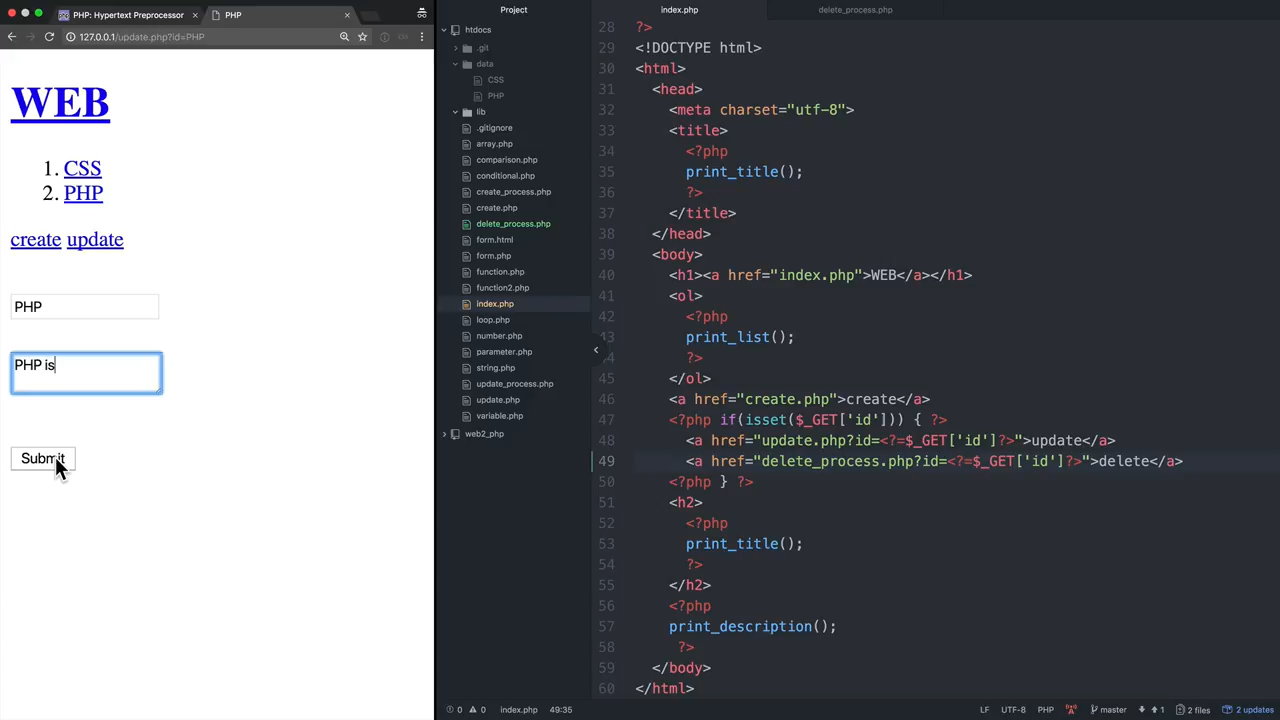 PHP: Hypertext Preprocessor
PHP
127.0.0.1/update.php?id=PHP
WEB
1. CSS
2. PHP
create update
PHP
PHP is
Submit
Project
htdocs
.git
data
CSS
PHP
lib
.gitignore
array.php
comparison.php
conditional.php
create_process.php
create.php
delete_process.php
form.html
form.php
function.php
function2.php
index.php
loop.php
number.php
parameter.php
string.php
update_process.php
update.php
variable.php
web2_php
index.php
delete_process.php
28 ?>
29 <!DOCTYPE html>
30 <html>
31 <head>
32 <meta charset="utf-8">
33 <title>
34 <?php
35 print_title();
36 ?>
37 </title>
38 </head>
39 <body>
40 <h1><a href="index.php">WEB</a></h1>
41 <ol>
42 <?php
43 print_list();
44 ?>
45 </ol>
46 <a href="create.php">create</a>
47 <?php if(isset($_GET['id'])) { ?>
48 <a href="update.php?id=<?=$_GET['id']?>">update</a>
49 <a href="delete_process.php?id=<?=$_GET['id']?>">delete</a>
50 <?php } ?>
51 <h2>
52 <?php
53 print_title();
54 ?>
55 </h2>
56 <?php
57 print_description();
58 ?>
59 </body>
60 </html>
0 0 index.php 49:35
LF UTF-8 PHP master 1 2 files 2 updates